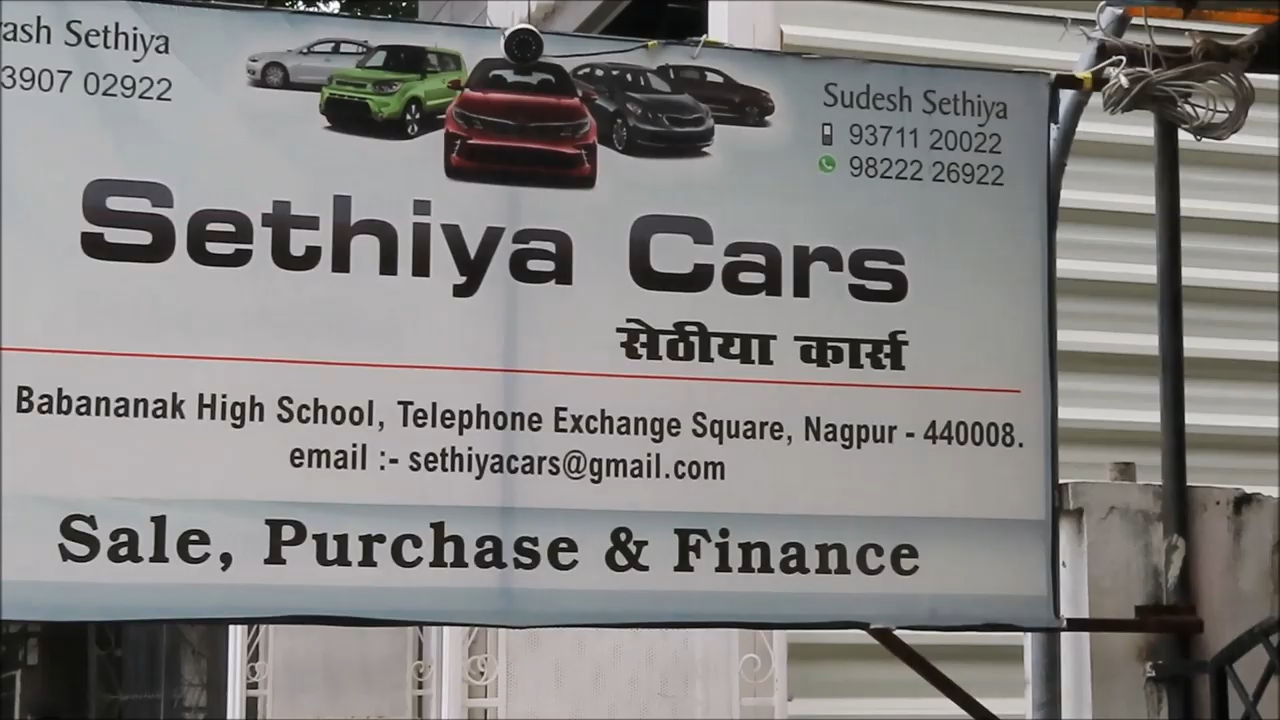 Sethiya
3907 02922
Sudesh Sethiya
93711 20022
98222 26922
Sethiya Cars
सेठीया कार्स
Babananak High School, Telephone Exchange Square, Nagpur - 440008.
email :- sethiyacars@gmail.com
Sale, Purchase & Finance